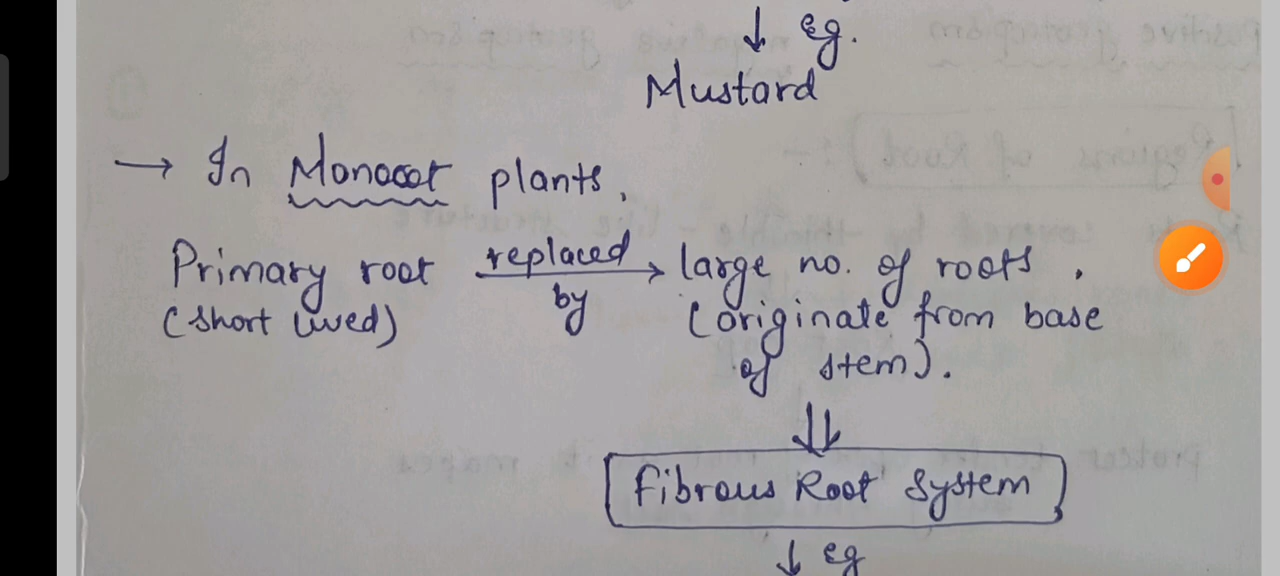 ↓ eg.
Mustard
→ In Monocot plants,
Primary root replaced by → large no. of roots.
(short lived) (originate from base
of stem).
⇓
Fibrous Root System
↓ eg